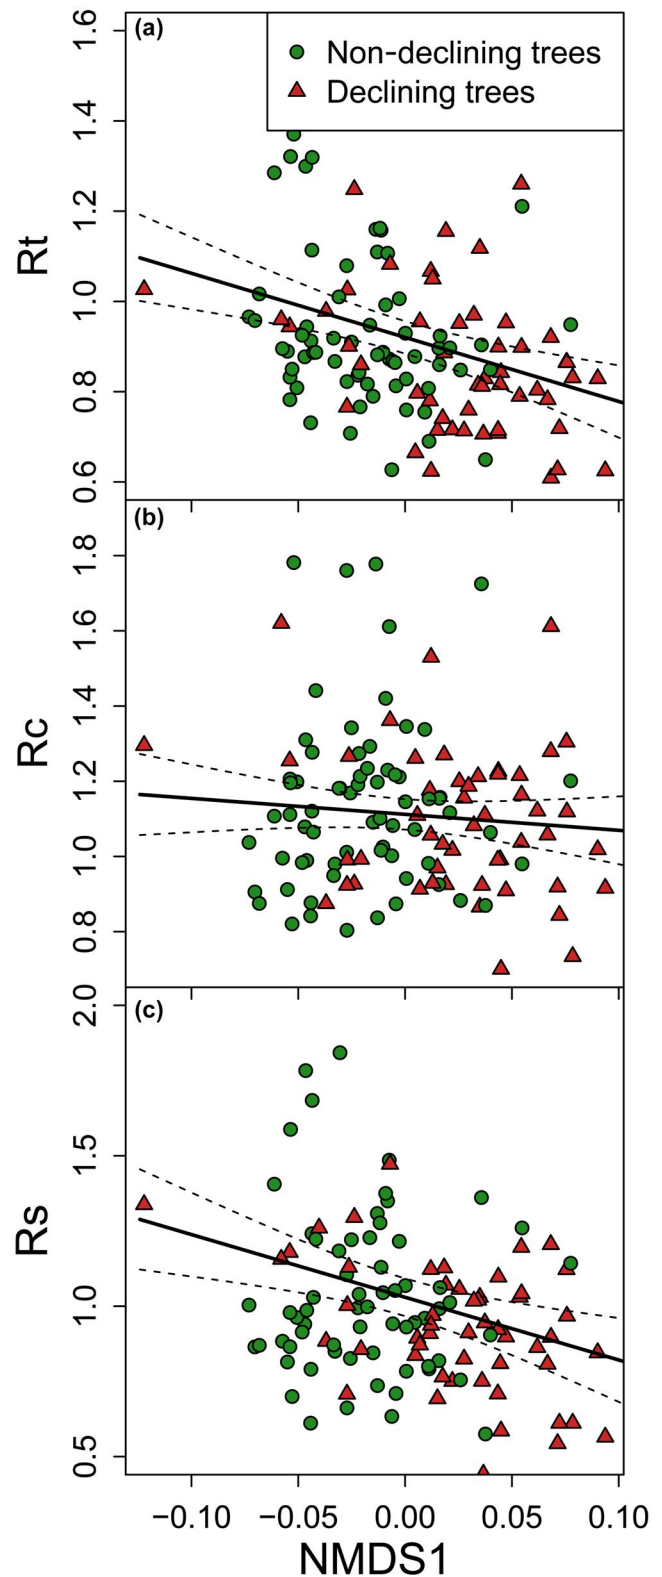 (a)
Non-declining trees
Declining trees
Rt
1.6
1.4
1.2
1.0
0.8
0.6
(b)
Rc
1.8
1.6
1.4
1.2
1.0
0.8
(c)
Rs
2.0
1.5
1.0
0.5
−0.10 −0.05 0.00 0.05 0.10
NMDS1